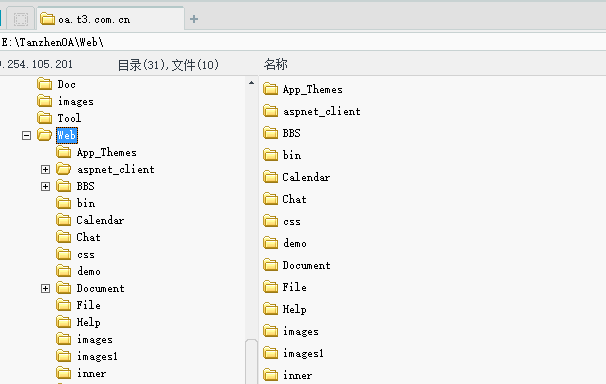 oa.t3.com.cn
E:\TanzhenOA\Web\
.254.105.201 目录(31),文件(10) 名称
Doc
images
Tool
Web
App_Themes
aspnet_client
BBS
bin
Calendar
Chat
css
demo
Document
File
Help
images
images1
inner
App_Themes
aspnet_client
BBS
bin
Calendar
Chat
css
demo
Document
File
Help
images
images1
inner